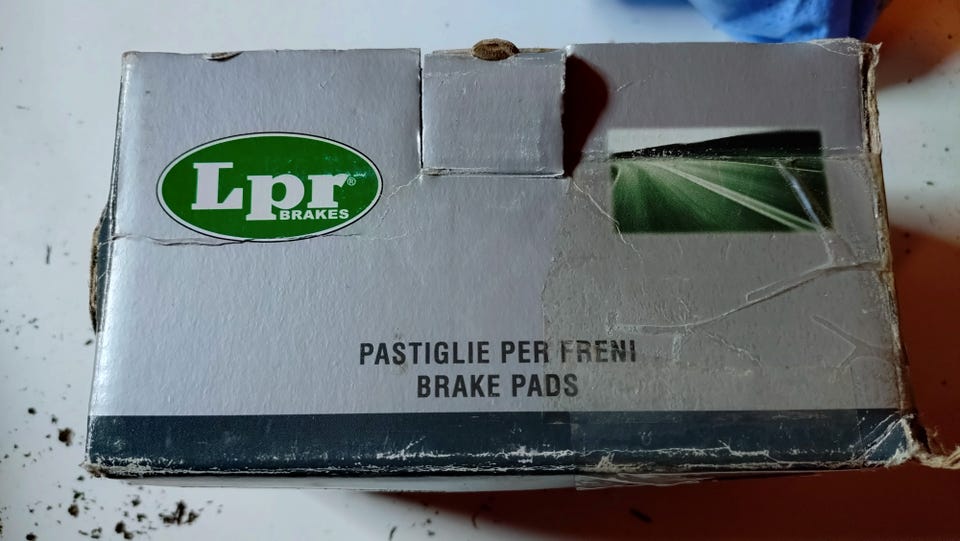 Lpr®
BRAKES
PASTIGLIE PER FRENI
BRAKE PADS